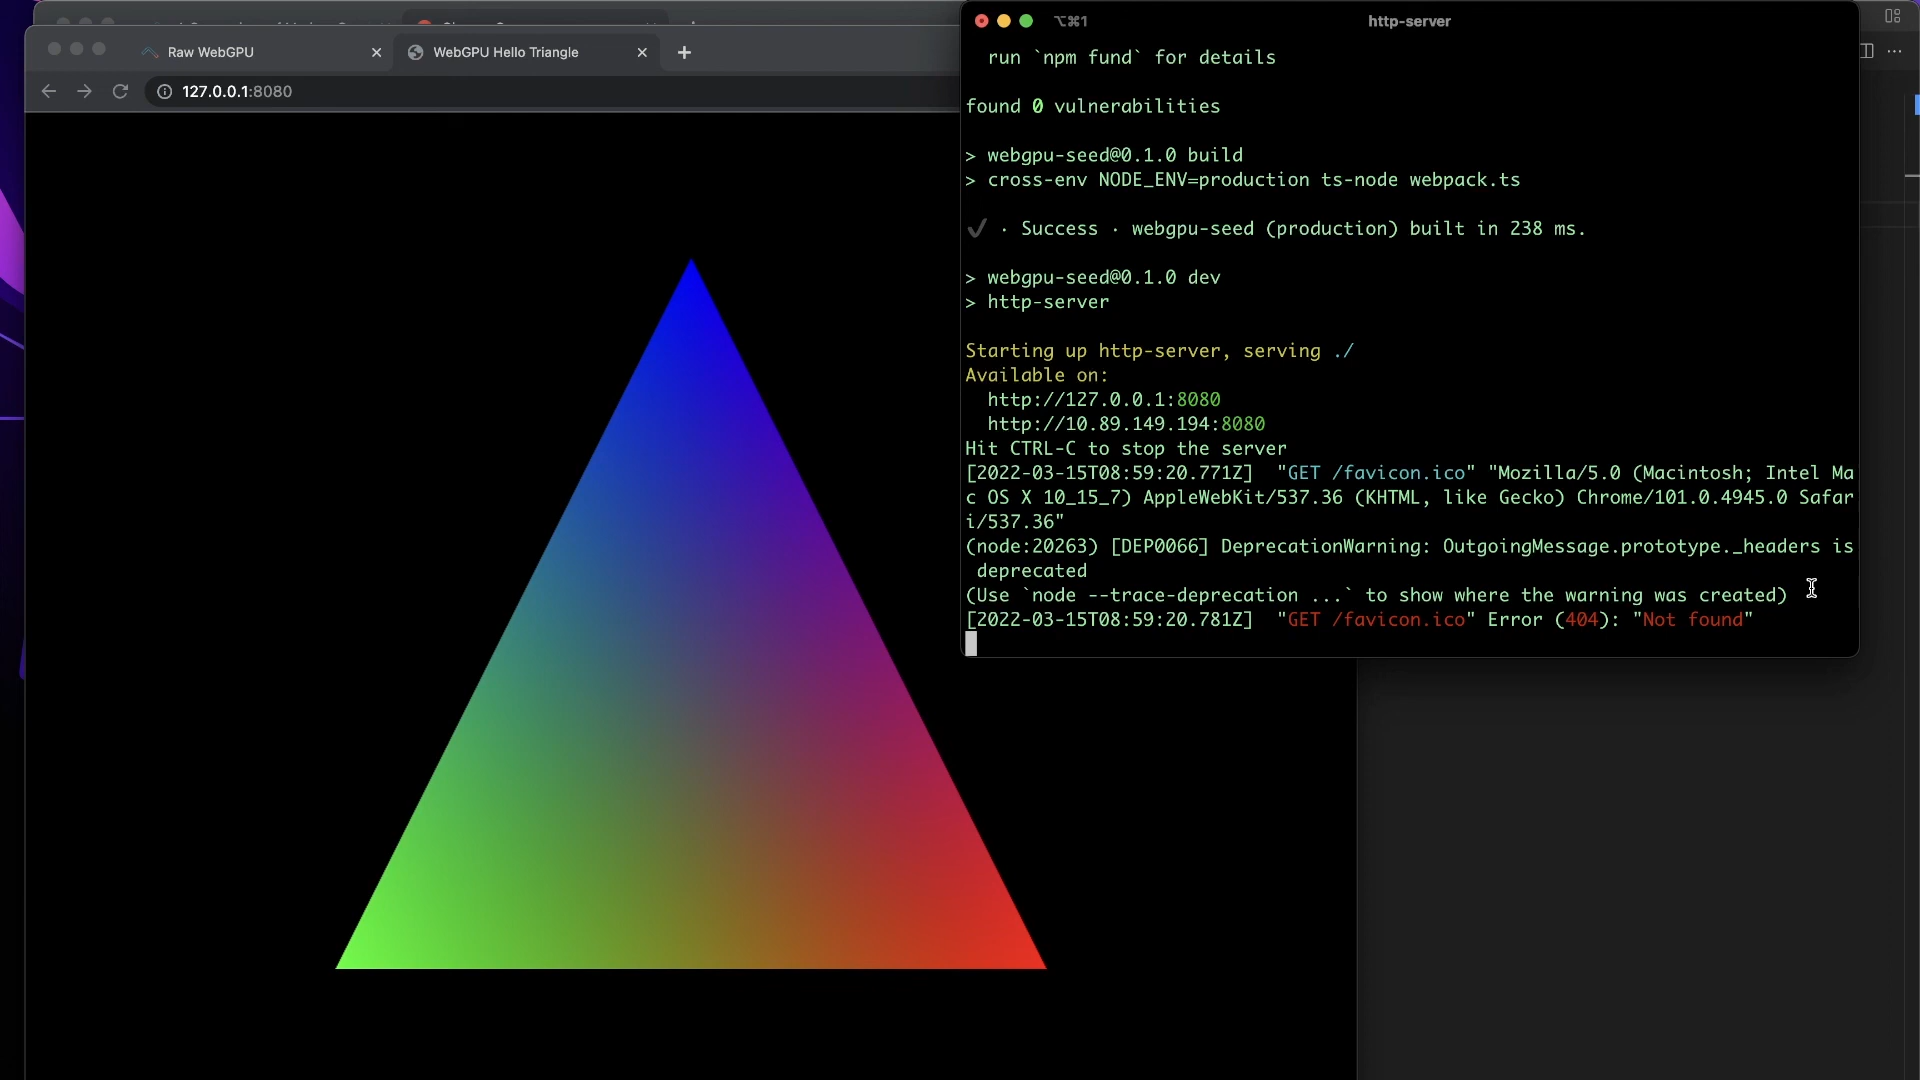 Raw WebGPU
WebGPU Hello Triangle
127.0.0.1:8080
⌥⌘1
http-server
run `npm fund` for details
found 0 vulnerabilities
> webgpu-seed@0.1.0 build
> cross-env NODE_ENV=production ts-node webpack.ts
✔ · Success · webgpu-seed (production) built in 238 ms.
> webgpu-seed@0.1.0 dev
> http-server
Starting up http-server, serving ./
Available on:
http://127.0.0.1:8080
http://10.89.149.194:8080
Hit CTRL-C to stop the server
[2022-03-15T08:59:20.771Z]  "GET /favicon.ico" "Mozilla/5.0 (Macintosh; Intel Ma
c OS X 10_15_7) AppleWebKit/537.36 (KHTML, like Gecko) Chrome/101.0.4945.0 Safar
i/537.36"
(node:20263) [DEP0066] DeprecationWarning: OutgoingMessage.prototype._headers is
deprecated
(Use `node --trace-deprecation ...` to show where the warning was created)
[2022-03-15T08:59:20.781Z]  "GET /favicon.ico" Error (404): "Not found"